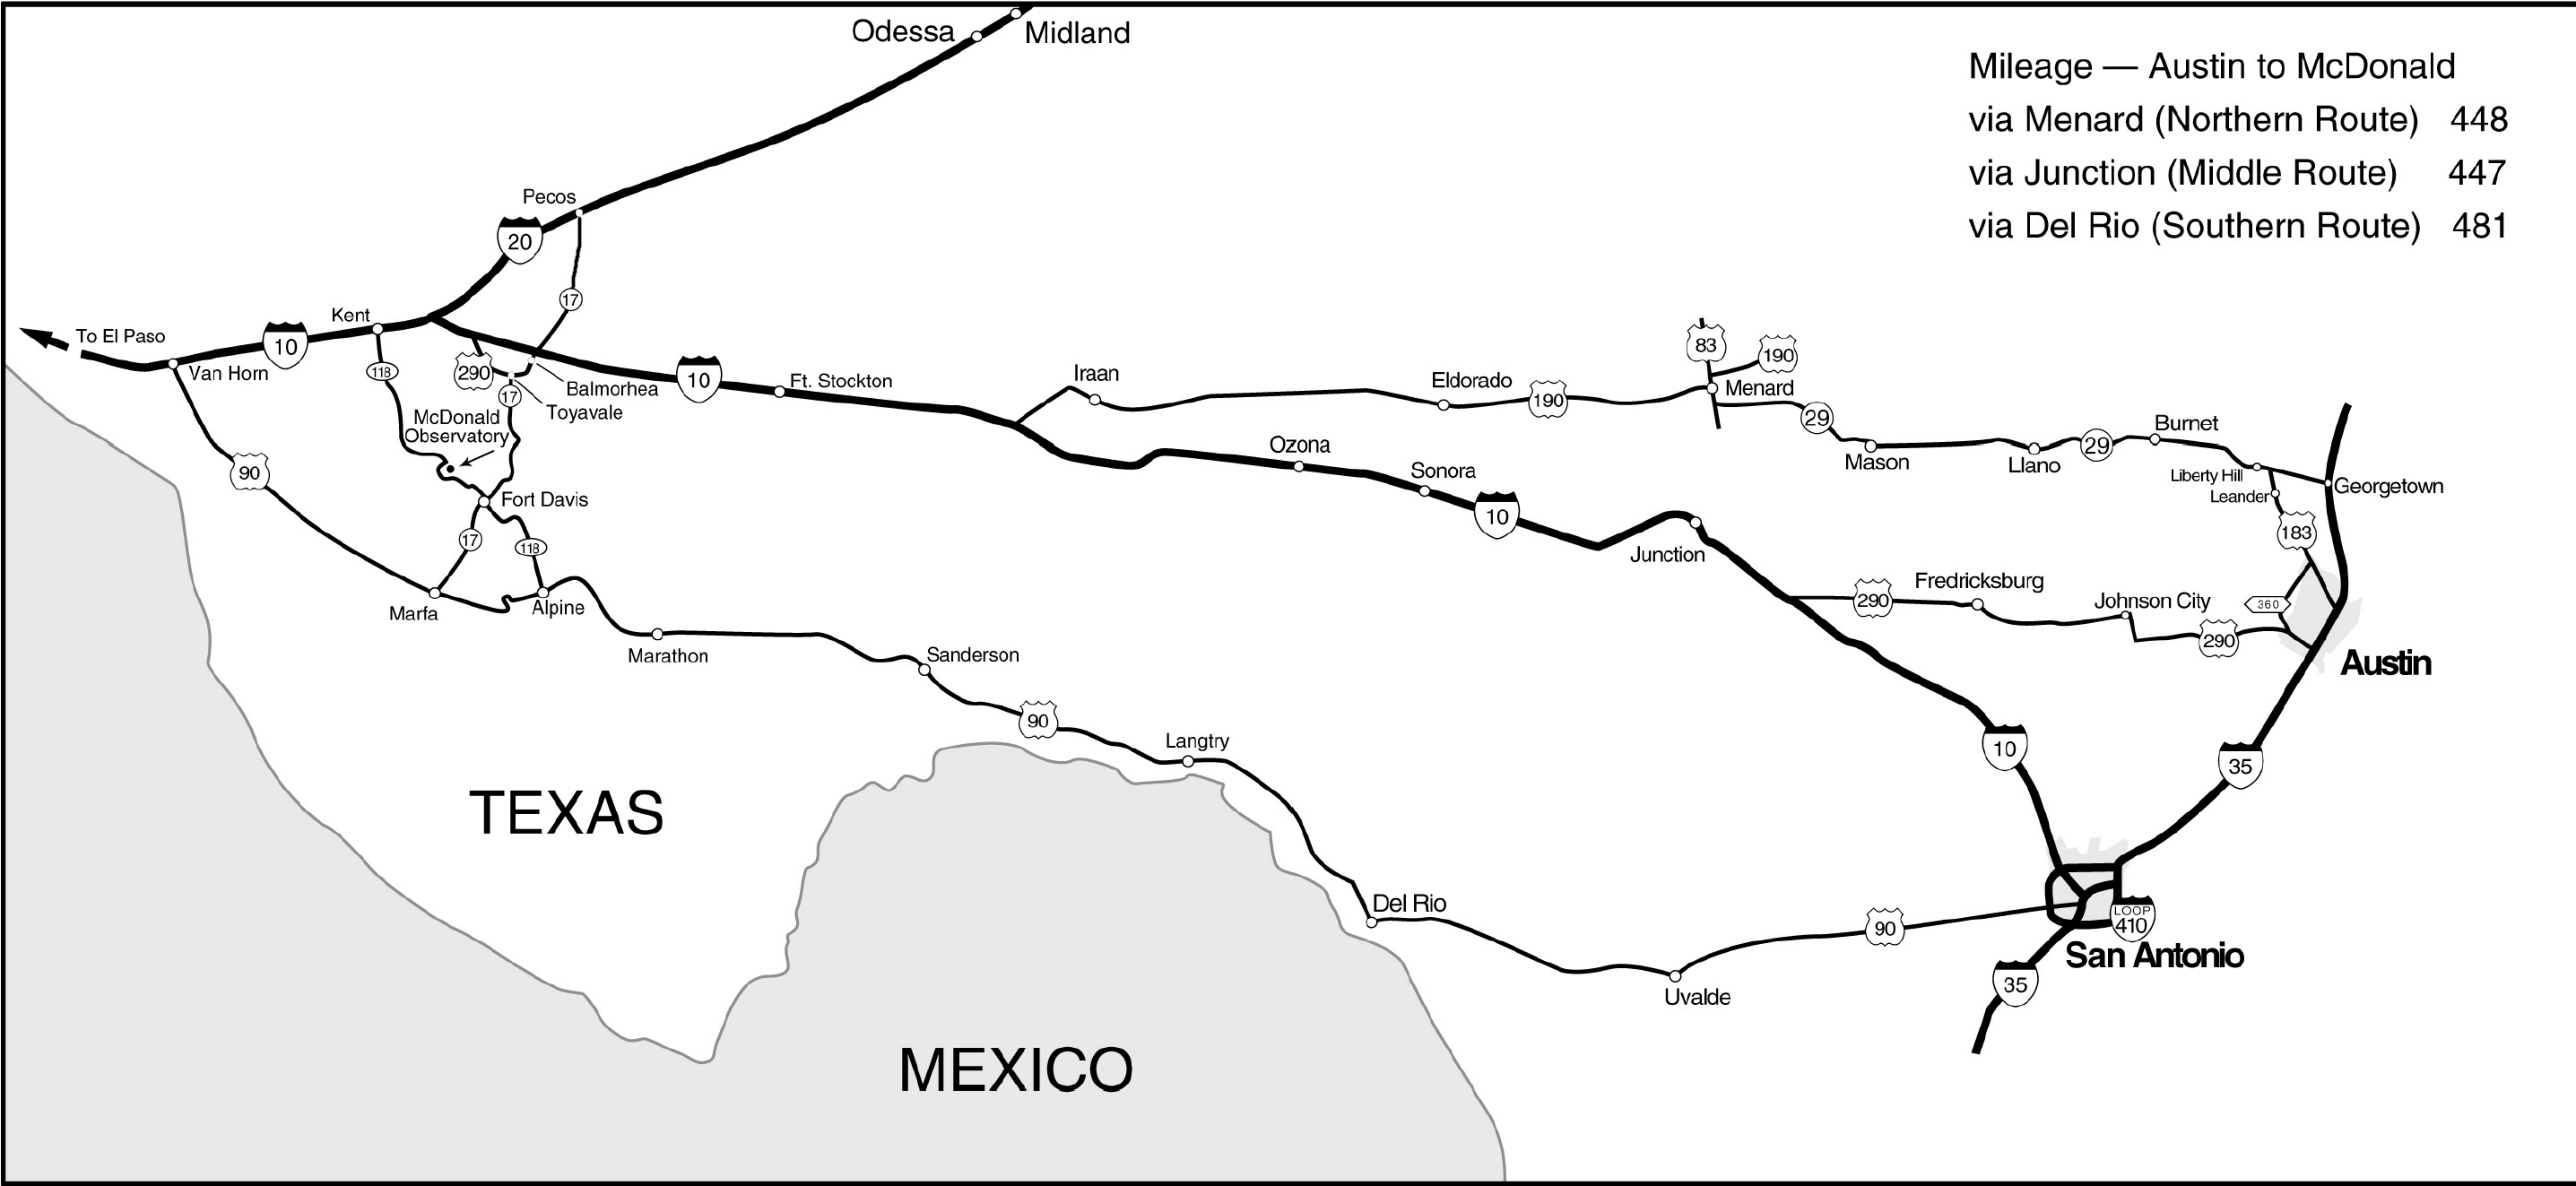 Odessa
Midland
Mileage — Austin to McDonald
via Menard (Northern Route) 448
via Junction (Middle Route) 447
via Del Rio (Southern Route) 481
Pecos
20
17
Kent
To El Paso
10
Van Horn
118
290
Balmorhea
Toyavale
17
10
Ft. Stockton
Iraan
Eldorado
190
83
190
Menard
29
Mason
Llano
29
Burnet
Liberty Hill
Leander
Georgetown
183
McDonald
Observatory
90
Fort Davis
17
118
Ozona
Sonora
10
Junction
290
Fredricksburg
Johnson City
290
360
Austin
Marfa
Alpine
Marathon
Sanderson
90
Langtry
10
35
TEXAS
Del Rio
90
LOOP
410
San Antonio
35
Uvalde
MEXICO